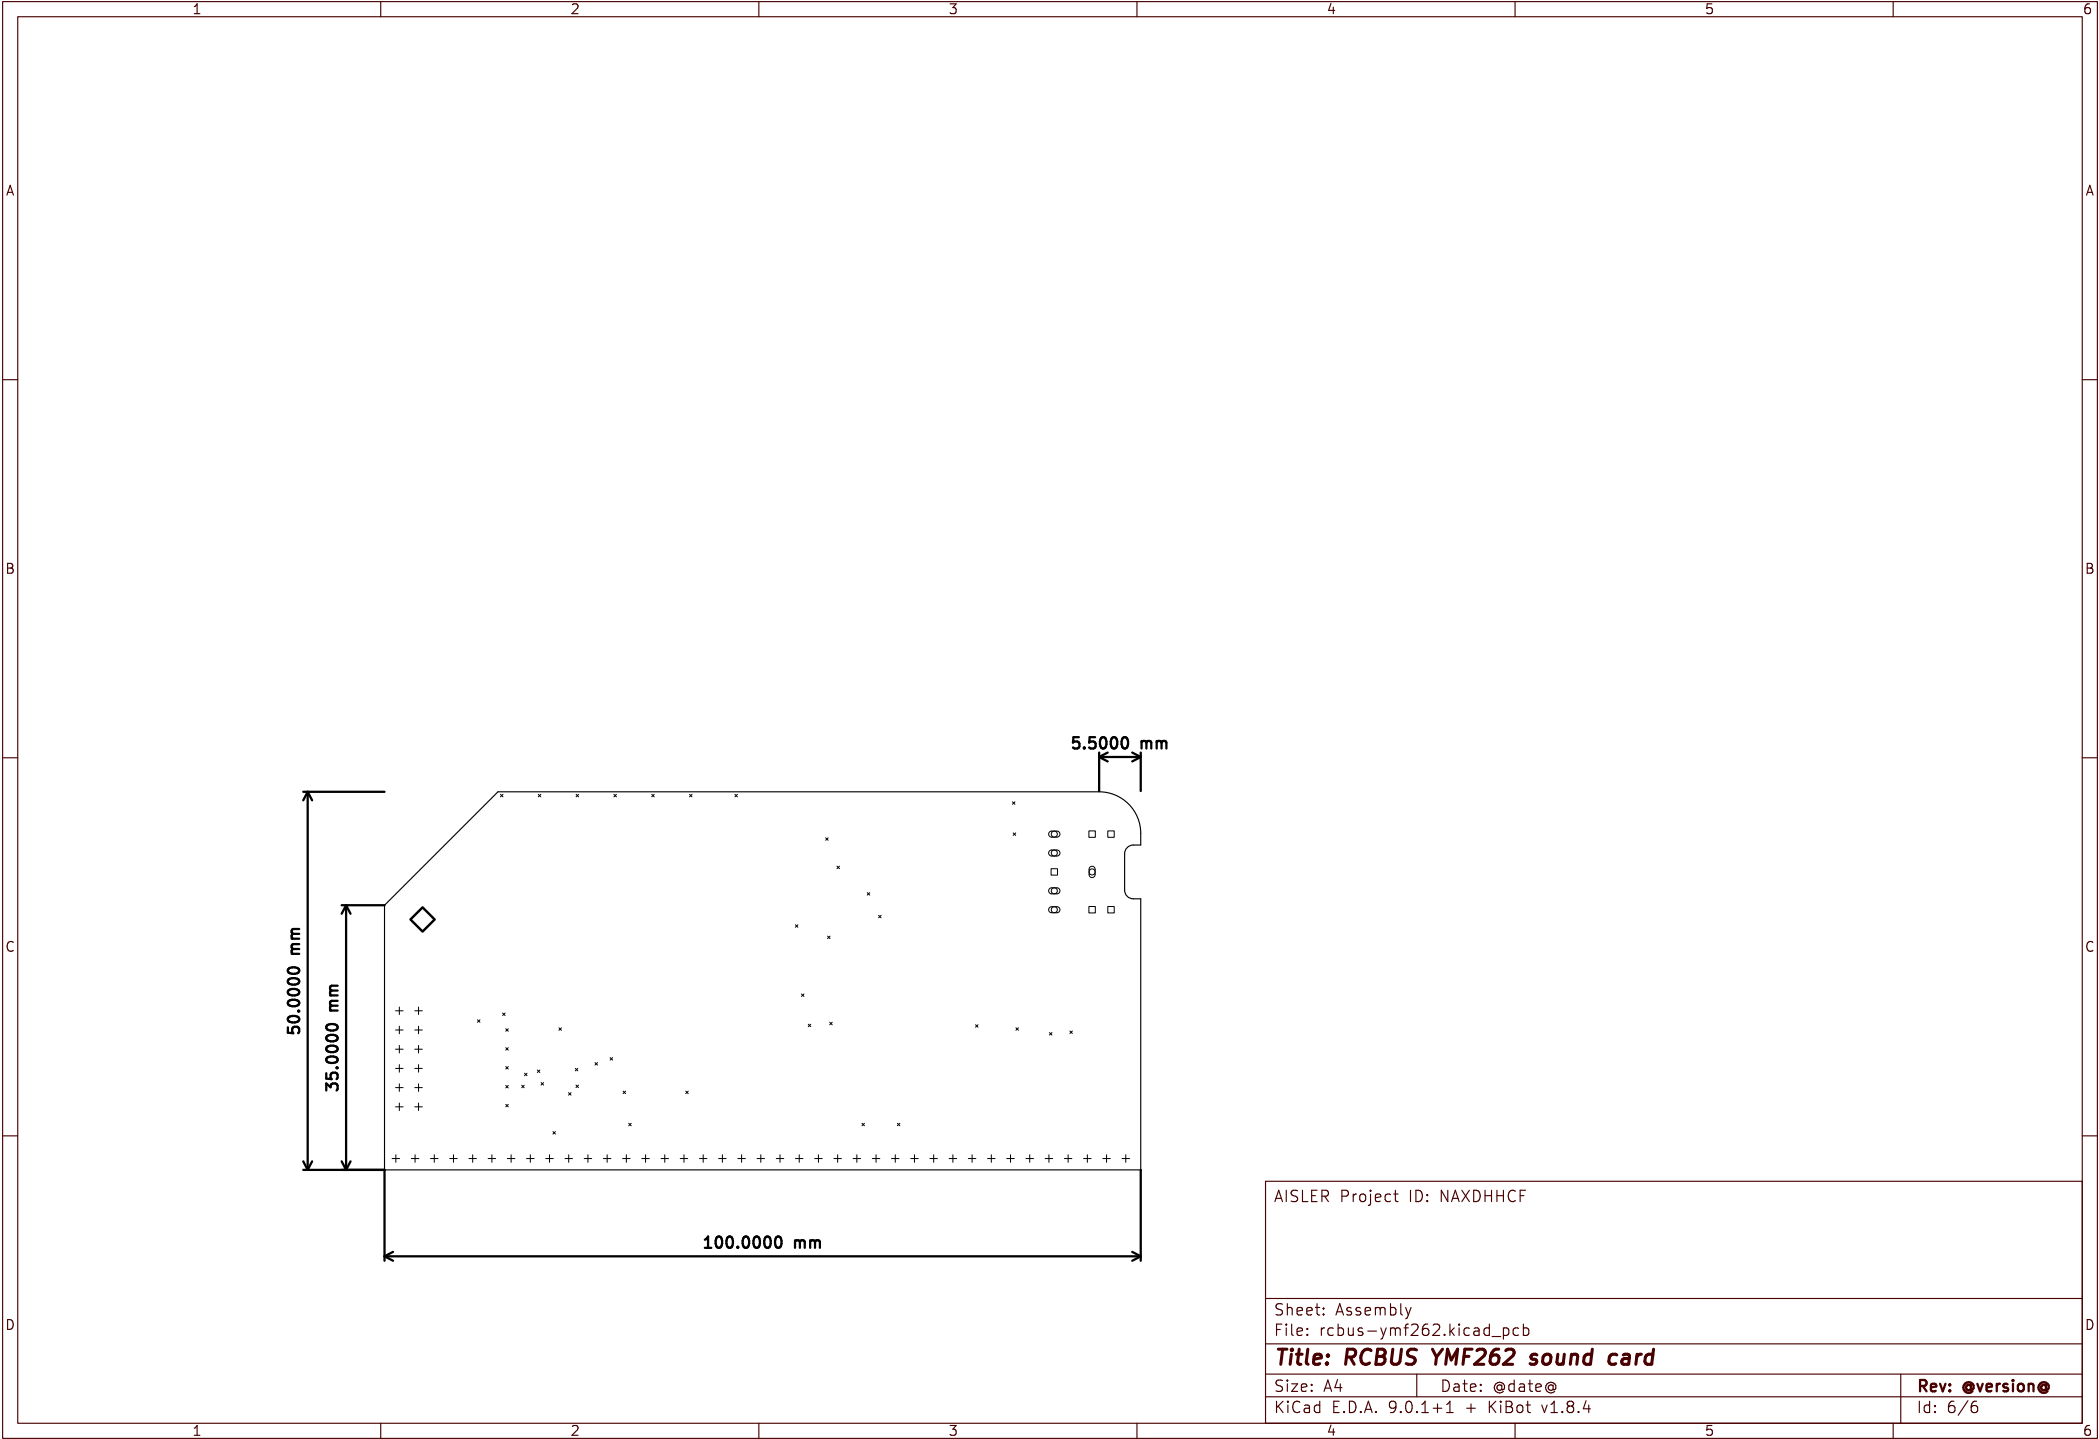 1 2 3 4 5 6
A A
B B
5.5000 mm
50.0000 mm
35.0000 mm
C C
100.0000 mm
AISLER Project ID: NAXDHHCF
Sheet: Assembly
File: rcbus-ymf262.kicad_pcb
D D
Title: RCBUS YMF262 sound card
Size: A4 Date: @date@ Rev: @version@
KiCad E.D.A. 9.0.1+1 + KiBot v1.8.4 Id: 6/6
1 2 3 4 5 6